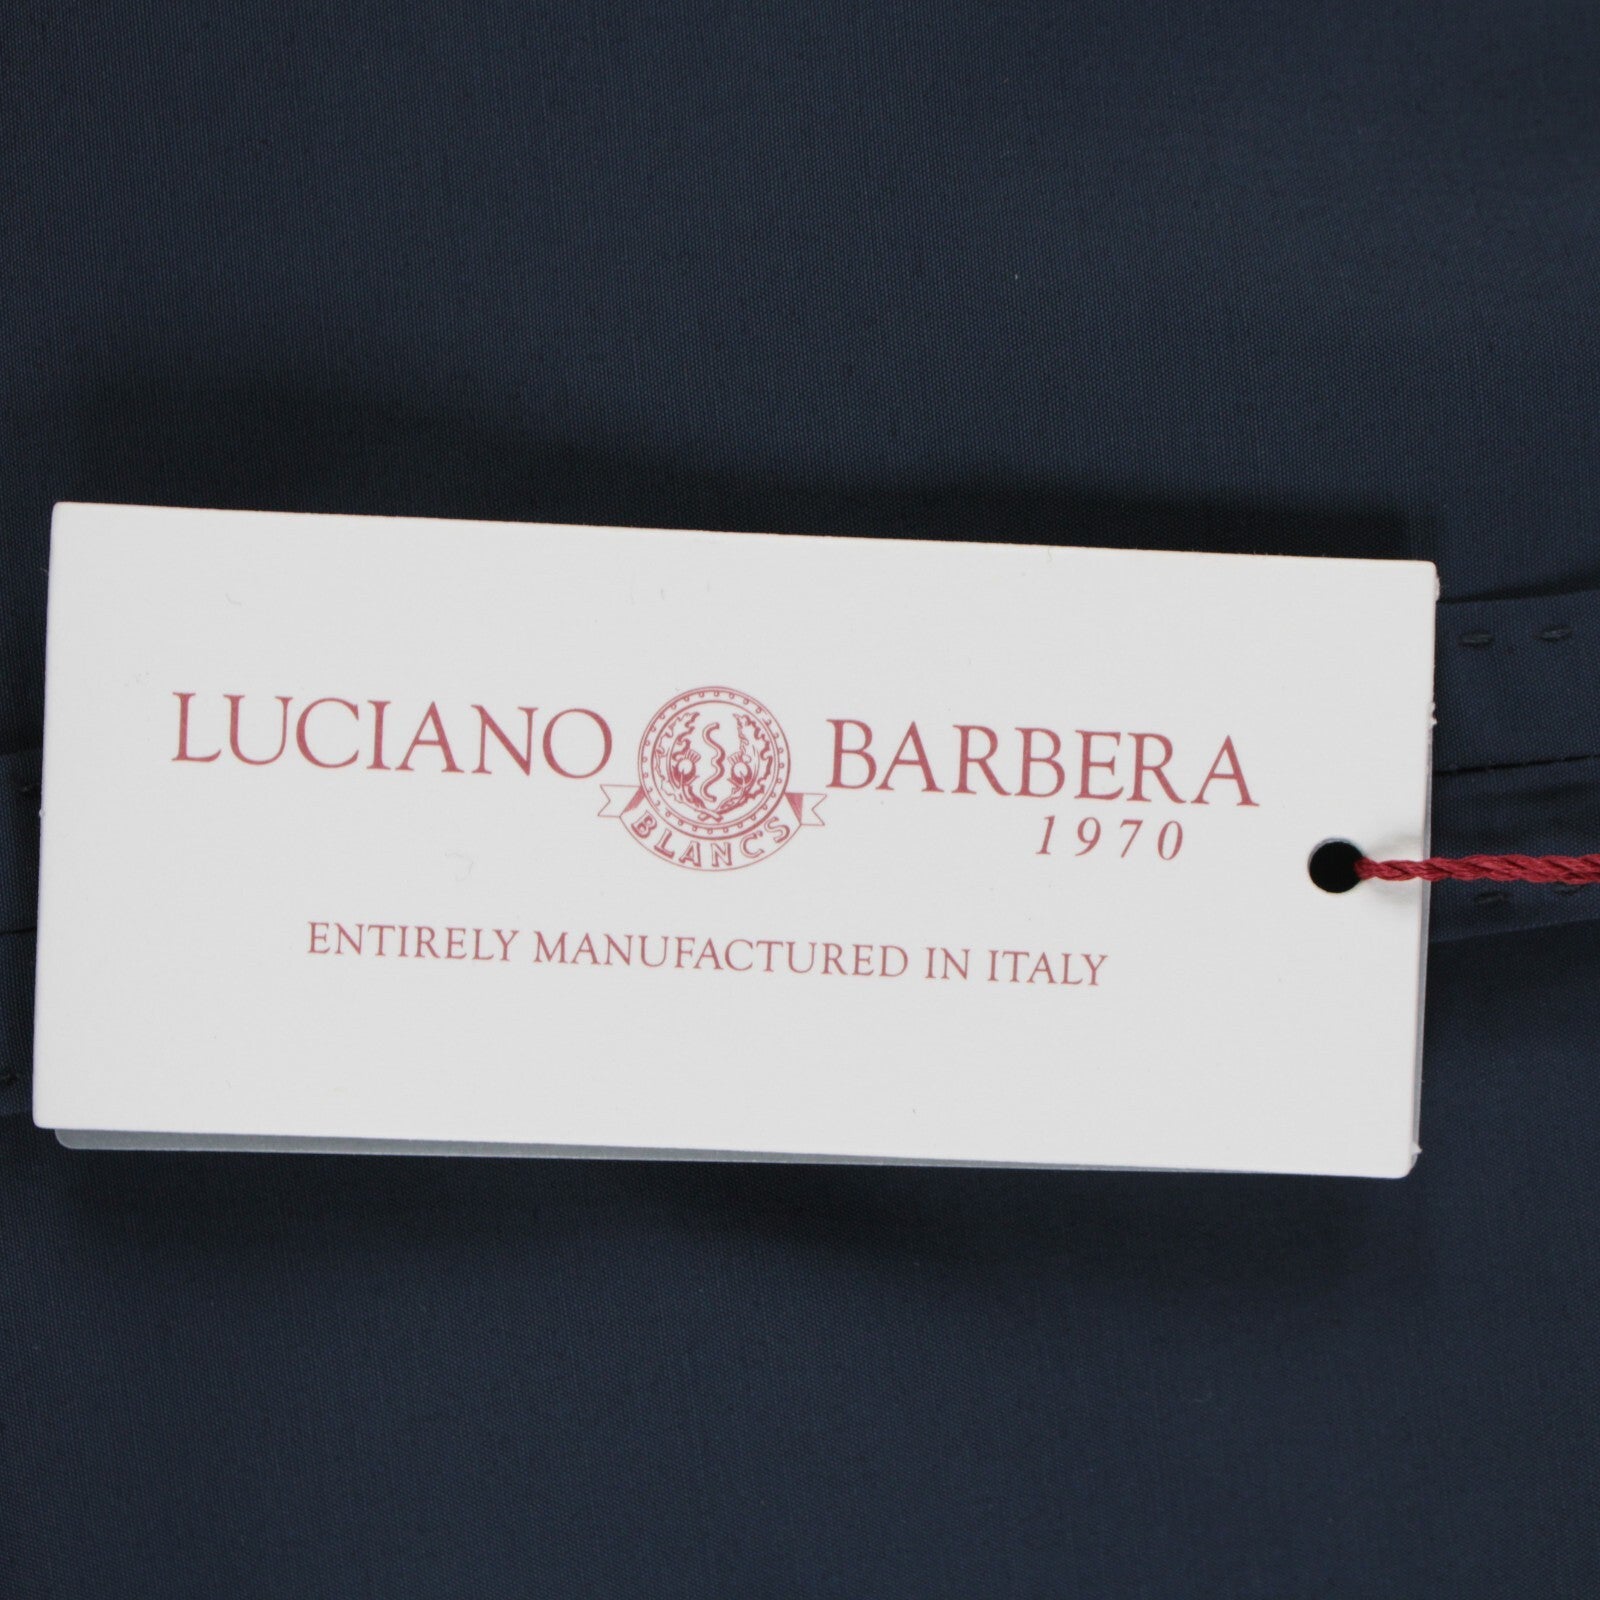 LUCIANO BARBERA
BLANC'S
1970
ENTIRELY MANUFACTURED IN ITALY